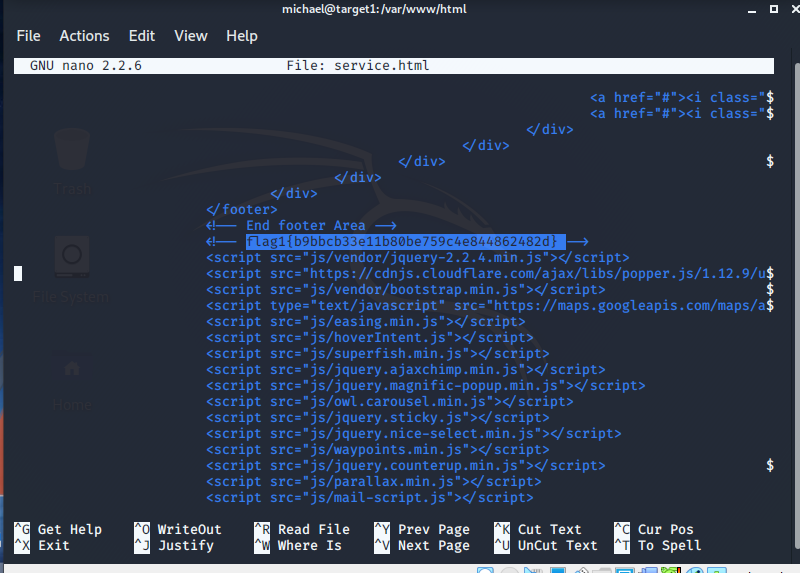 michael@target1:/var/www/html
File Actions Edit View Help
GNU nano 2.2.6 File: service.html
<a href="#"><i class="$
<a href="#"><i class="$
</div>
</div>
</div> $
</div>
</div>
</footer>
<!-- End footer Area -->
<!-- flag1{b9bbcb33e11b80be759c4e844862482d} -->
<script src="js/vendor/jquery-2.2.4.min.js"></script>
<script src="https://cdnjs.cloudflare.com/ajax/libs/popper.js/1.12.9/u$
<script src="js/vendor/bootstrap.min.js"></script> $
<script type="text/javascript" src="https://maps.googleapis.com/maps/a$
<script src="js/easing.min.js"></script>
<script src="js/hoverIntent.js"></script>
<script src="js/superfish.min.js"></script>
<script src="js/jquery.ajaxchimp.min.js"></script>
<script src="js/jquery.magnific-popup.min.js"></script>
<script src="js/owl.carousel.min.js"></script>
<script src="js/jquery.sticky.js"></script>
<script src="js/jquery.nice-select.min.js"></script>
<script src="js/waypoints.min.js"></script>
<script src="js/jquery.counterup.min.js"></script> $
<script src="js/parallax.min.js"></script>
<script src="js/mail-script.js"></script>
Trash
File System
Home
^G Get Help ^O WriteOut ^R Read File ^Y Prev Page ^K Cut Text ^C Cur Pos
^X Exit ^J Justify ^W Where Is ^V Next Page ^U UnCut Text ^T To Spell